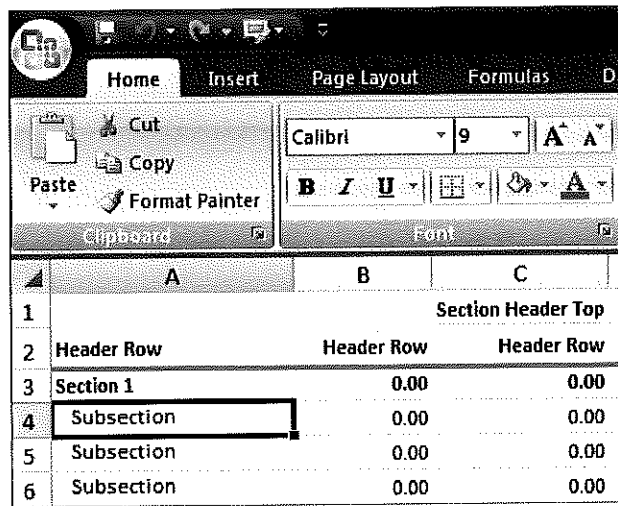 Home Insert Page Layout Formulas D
Cut
Copy
Paste
Format Painter
Clipboard
Calibri 9 A A
B I U A
Font
A B C
1 Section Header Top
2 Header Row Header Row Header Row
3 Section 1 0.00 0.00
4 Subsection 0.00 0.00
5 Subsection 0.00 0.00
6 Subsection 0.00 0.00